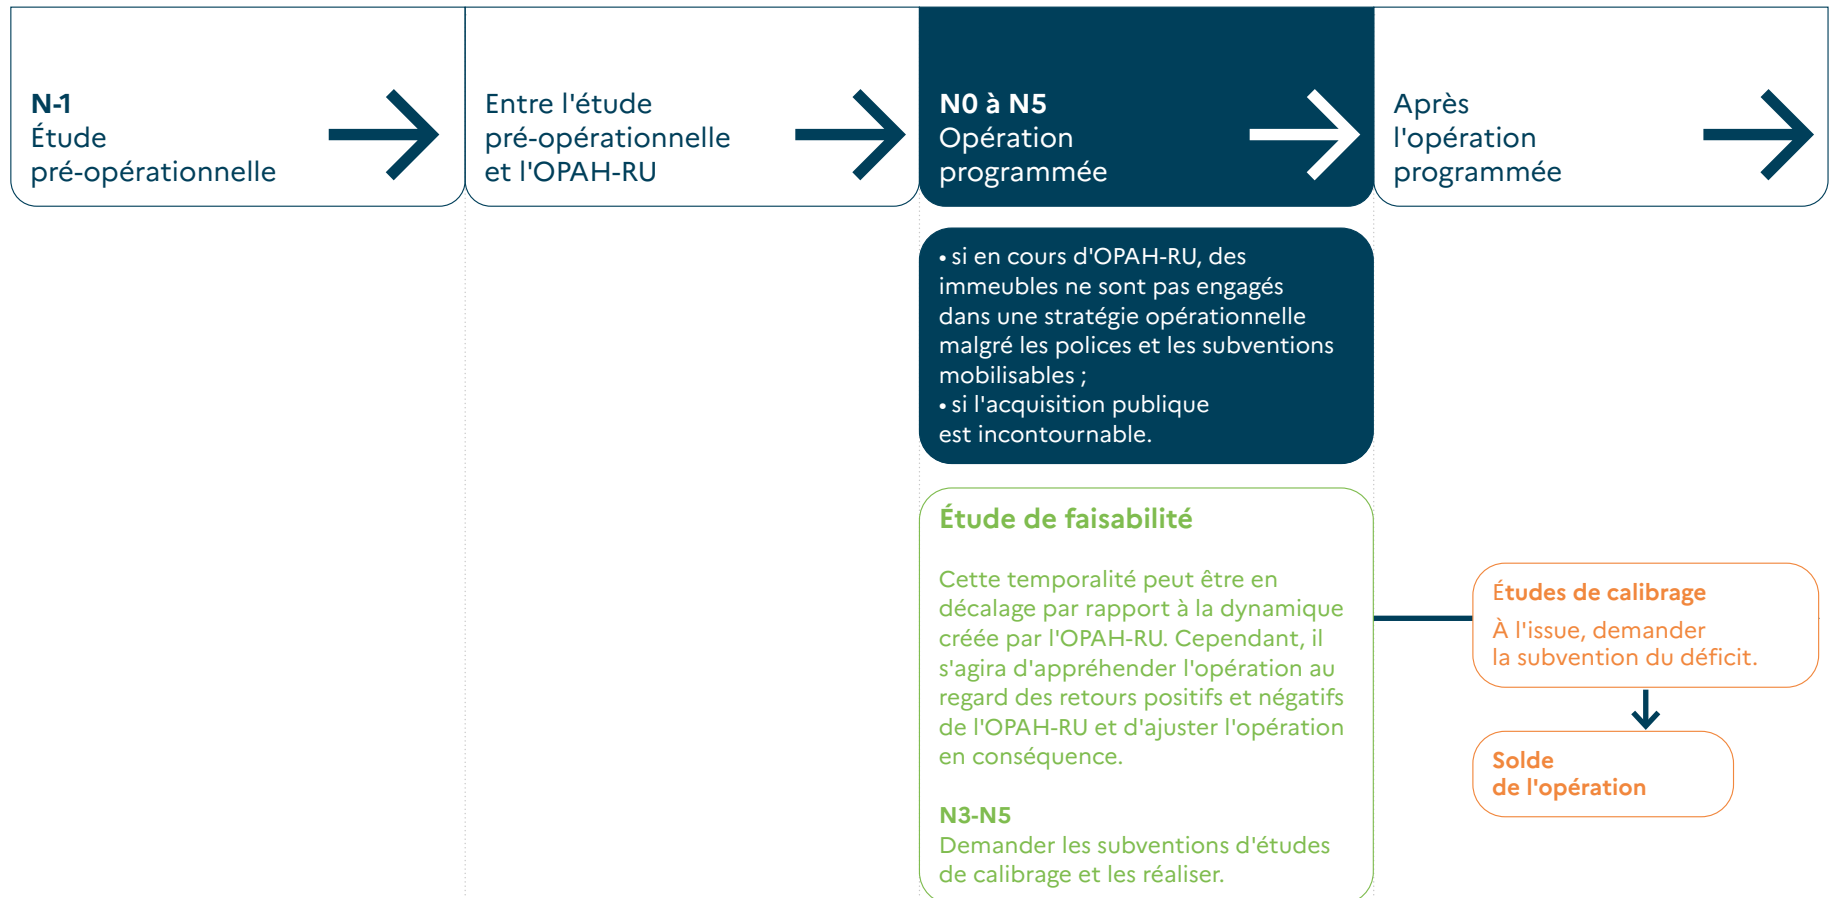 N-1
Étude
pré-opérationnelle
Entre l'étude
pré-opérationnelle
et l'OPAH-RU
N0 à N5
Opération
programmée
Après
l'opération
programmée
• si en cours d'OPAH-RU, des
immeubles ne sont pas engagés
dans une stratégie opérationnelle
malgré les polices et les subventions
mobilisables ;
• si l'acquisition publique
est incontournable.
Étude de faisabilité
Cette temporalité peut être en
décalage par rapport à la dynamique
créée par l'OPAH-RU. Cependant, il
s'agira d'appréhender l'opération au
regard des retours positifs et négatifs
de l'OPAH-RU et d'ajuster l'opération
en conséquence.
N3-N5
Demander les subventions d'études
de calibrage et les réaliser.
Études de calibrage
À l'issue, demander
la subvention du déficit.
Solde
de l'opération